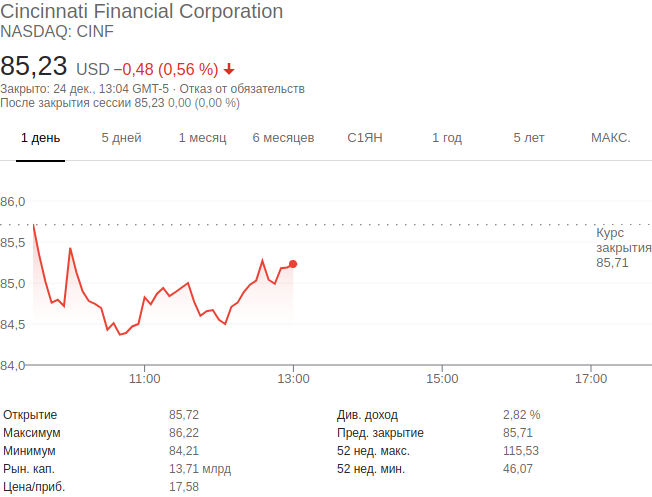 Cincinnati Financial Corporation
NASDAQ: CINF
85,23 USD −0,48 (0,56 %)
Закрыто: 24 дек., 13:04 GMT-5 · Отказ от обязательств
После закрытия сессии 85,23 0,00 (0,00 %)
1 день 5 дней 1 месяц 6 месяцев С1ЯН 1 год 5 лет МАКС.
86,0
Курс
85,5
закрытия
85,71
85,0
84,5
84,0
11:00 13:00 15:00 17:00
Открытие 85,72 Див. доход 2,82 %
Максимум 86,22 Пред. закрытие 85,71
Минимум 84,21 52 нед. макс. 115,53
Рын. кап. 13,71 млрд 52 нед. мин. 46,07
Цена/приб. 17,58